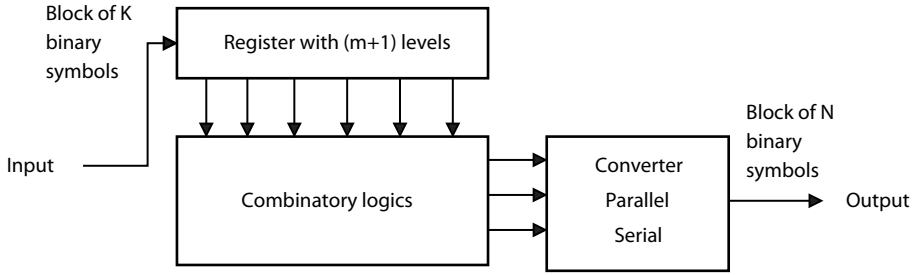 Block of K
binary
symbols
Register with (m+1) levels
Block of N
binary
symbols
Input
Combinatory logics
Converter
Parallel
Serial
Output